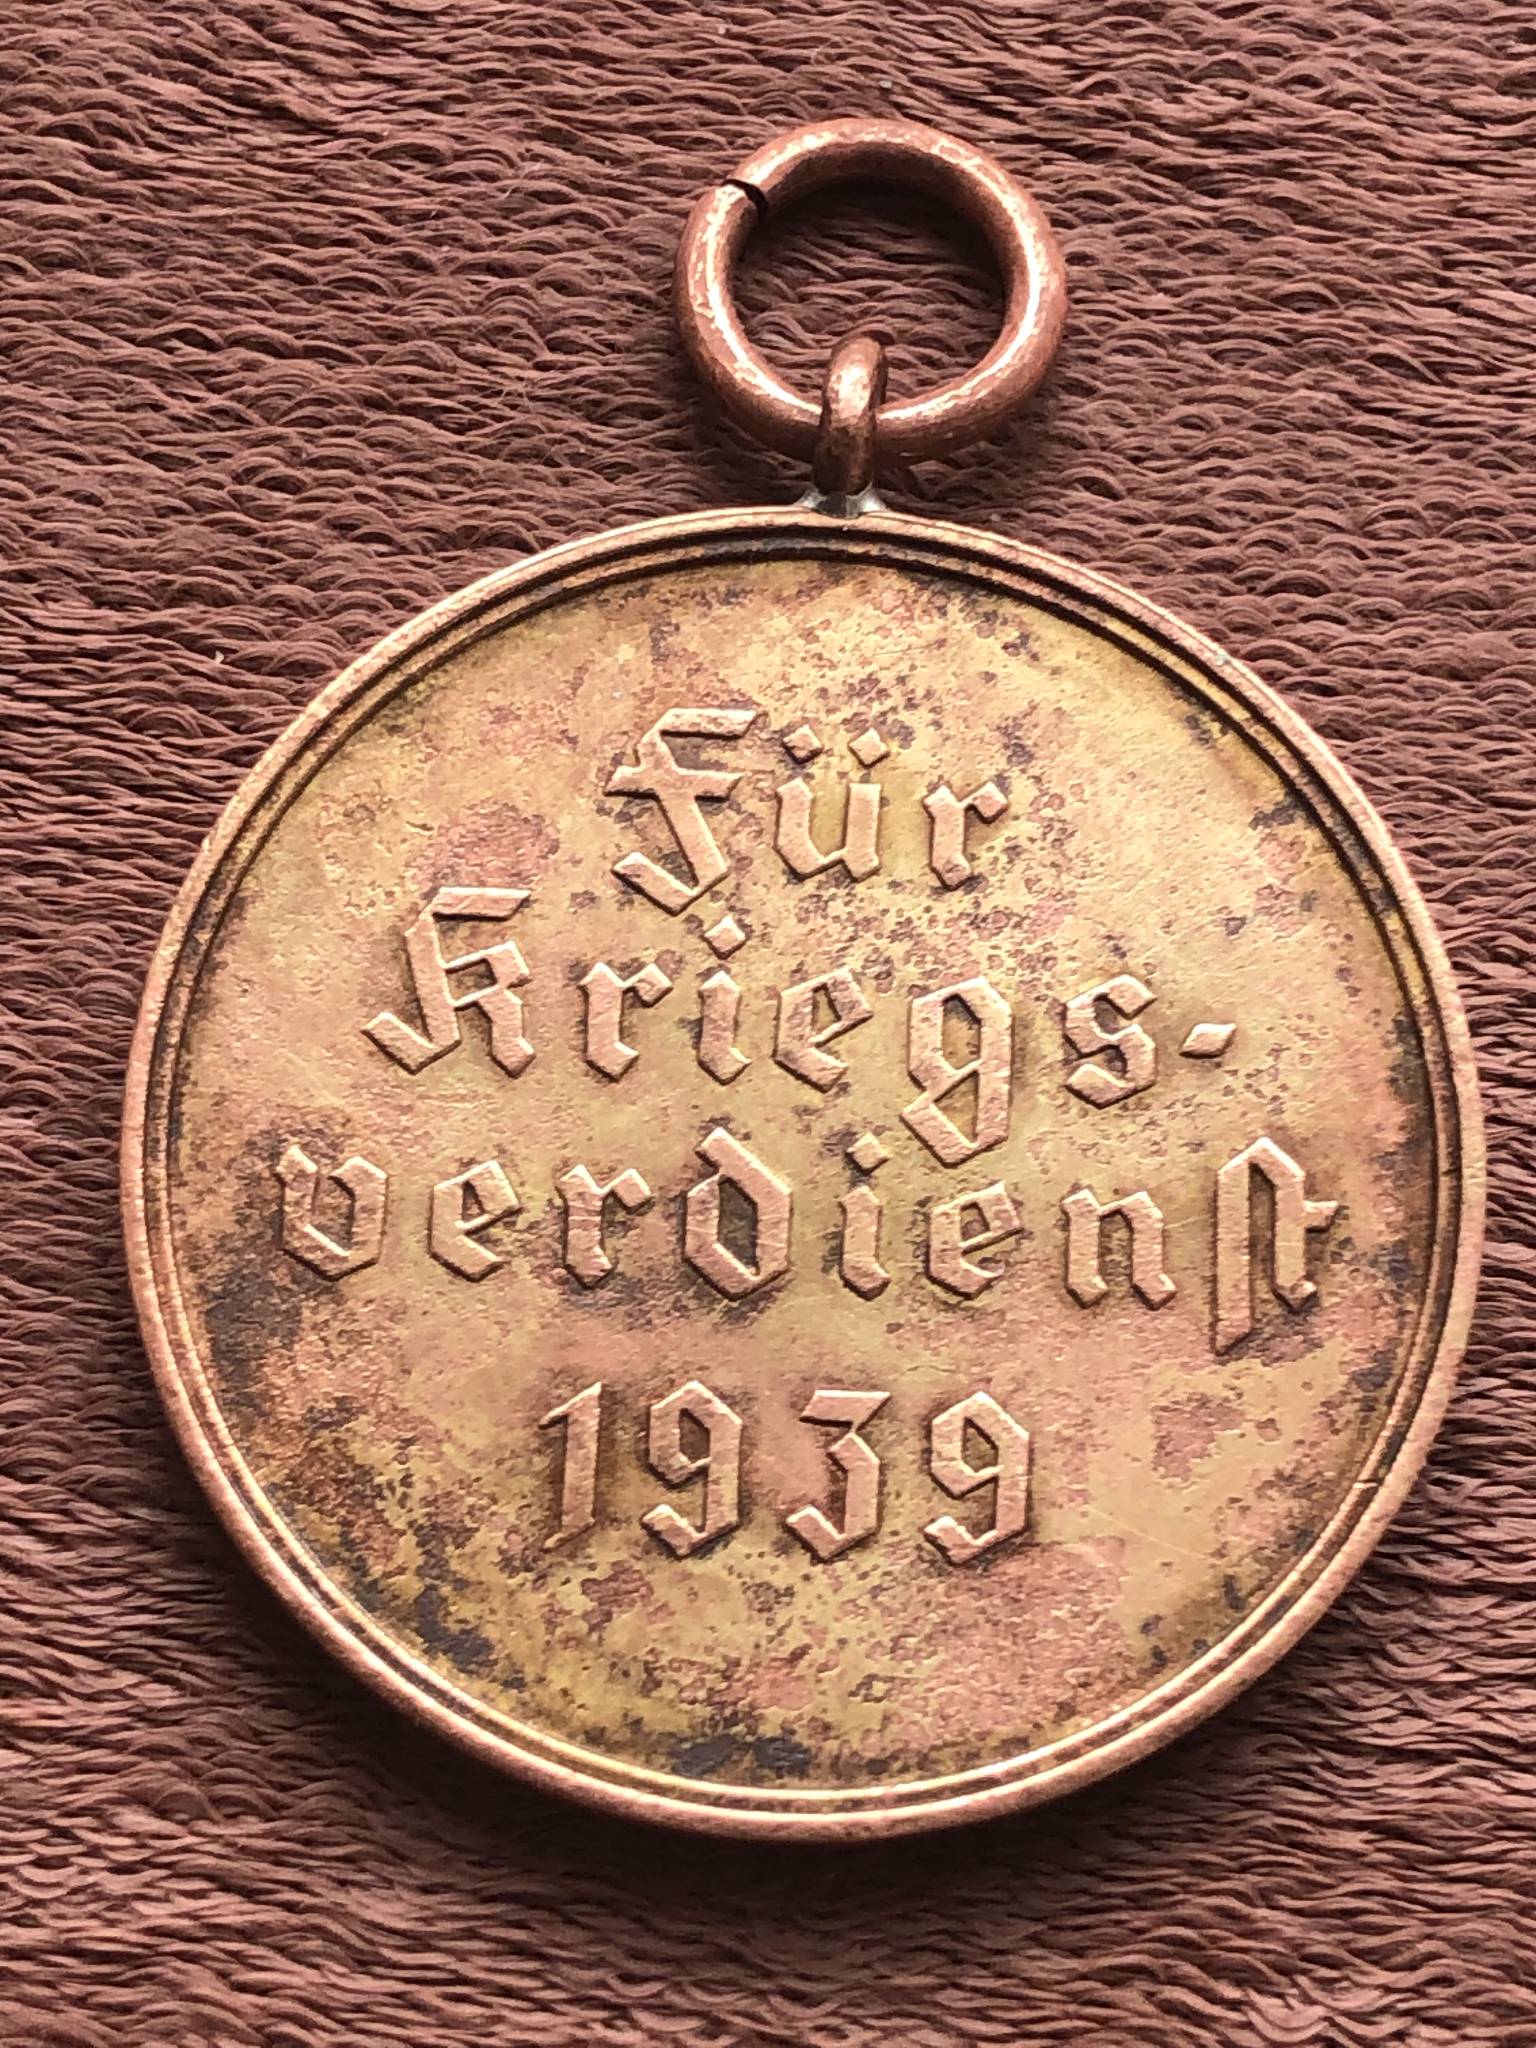 Für
Kriegs-
verdienst
1939